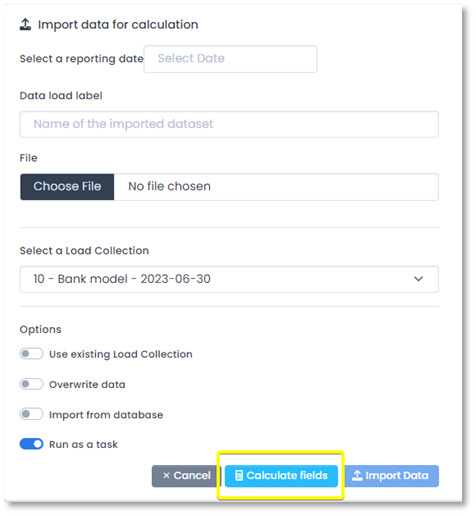 Import data for calculation
Select a reporting date Select Date
Data load label
Name of the imported dataset
File
Choose File No file chosen
Select a Load Collection
10 - Bank model - 2023-06-30
Options
Use existing Load Collection
Overwrite data
Import from database
Run as a task
× Cancel Calculate fields Import Data